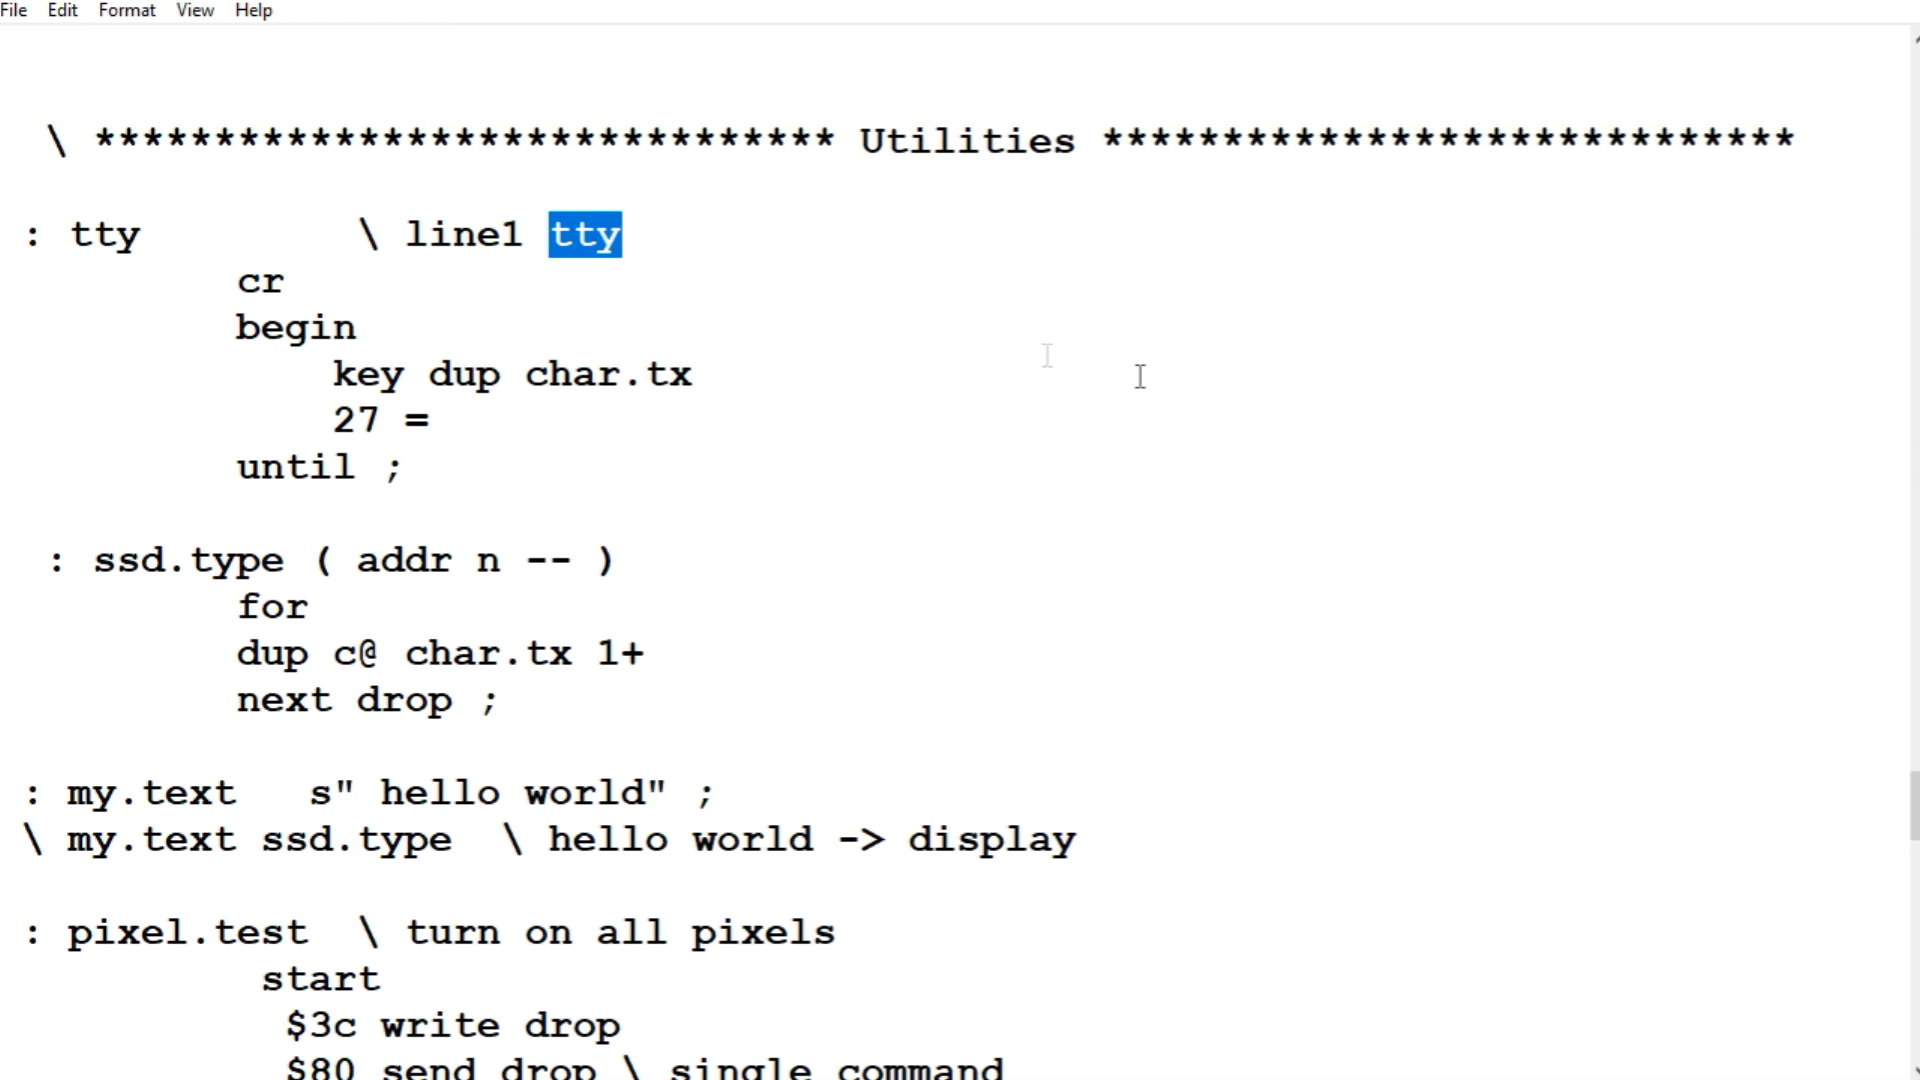 File Edit Format View Help
\ ******************************* Utilities *****************************
: tty \ line1 tty
cr
begin
key dup char.tx
27 =
until ;
: ssd.type ( addr n -- )
for
dup c@ char.tx 1+
next drop ;
: my.text s" hello world" ;
\ my.text ssd.type \ hello world -> display
: pixel.test \ turn on all pixels
start
$3c write drop
$80 send drop \ single command